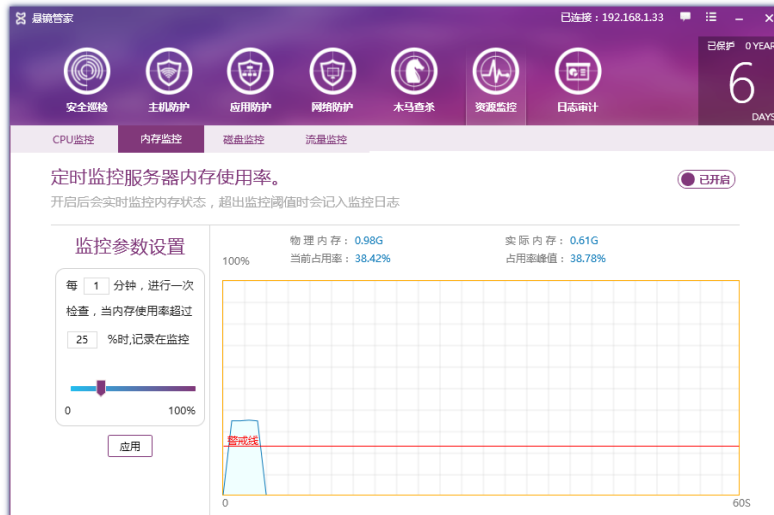 悬镜管家
已连接：192.168.1.33
已保护 0 YEAR
6
DAYS
安全巡检 主机防护 应用防护 网络防护 木马查杀 资源监控 日志审计
CPU监控 内存监控 磁盘监控 流量监控
定时监控服务器内存使用率。
已开启
开启后会实时监控内存状态，超出监控阈值时会记入监控日志
监控参数设置
每 1 分钟，进行一次
检查，当内存使用率超过
25 %时,记录在监控
0 100%
应用
物理内存：0.98G 实际内存：0.61G
100% 当前占用率：38.42% 占用率峰值：38.78%
警戒线
0 60S